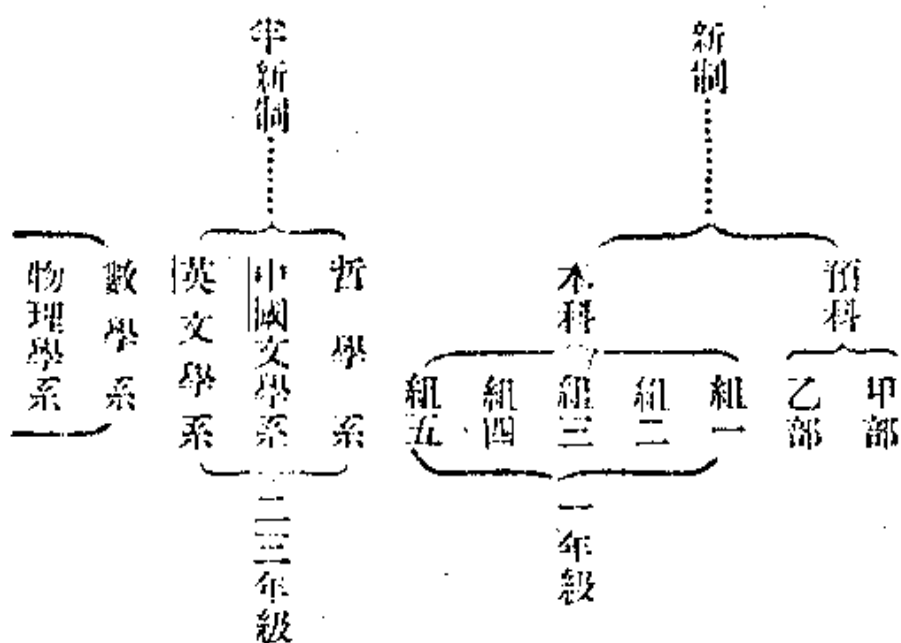 新制
預科
甲部
乙部
本科
組一
組二
組三
組四
組五
一年級
半新制
哲學系
中國文學系
英文學系
二三年級
數學系
物理學系